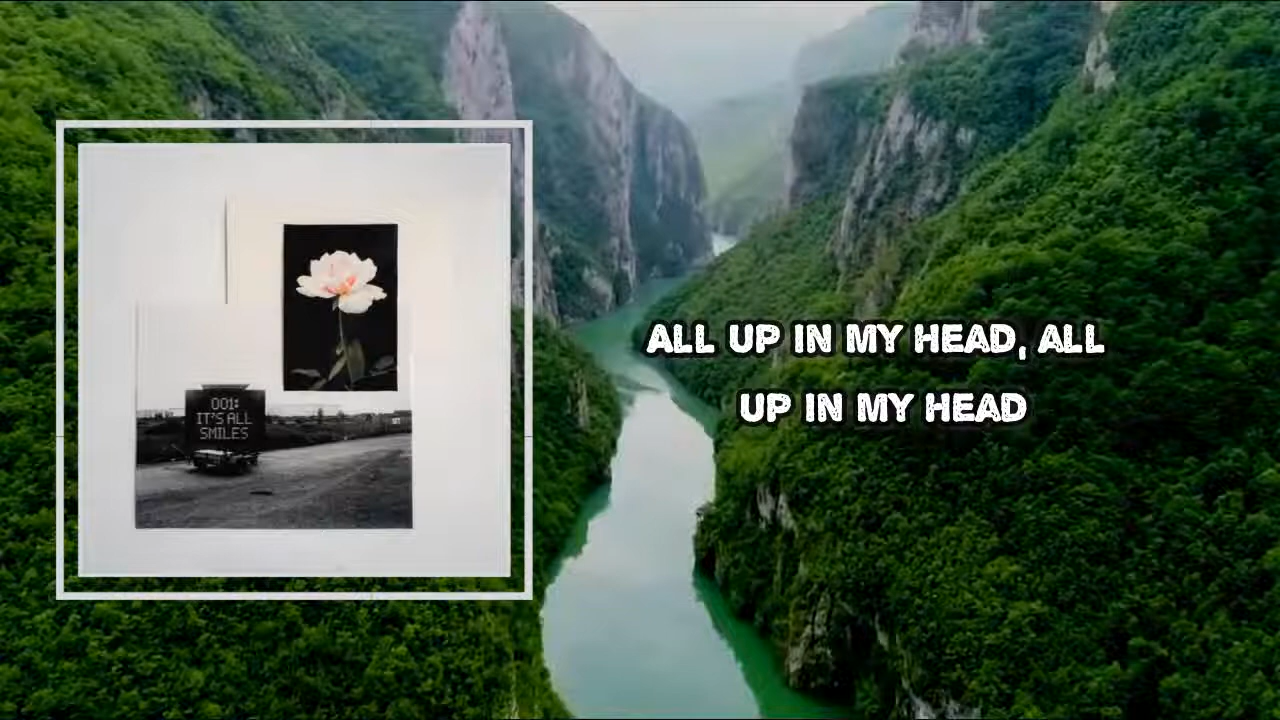 001:
IT'S ALL
SMILES
ALL UP IN MY HEAD, ALL
UP IN MY HEAD